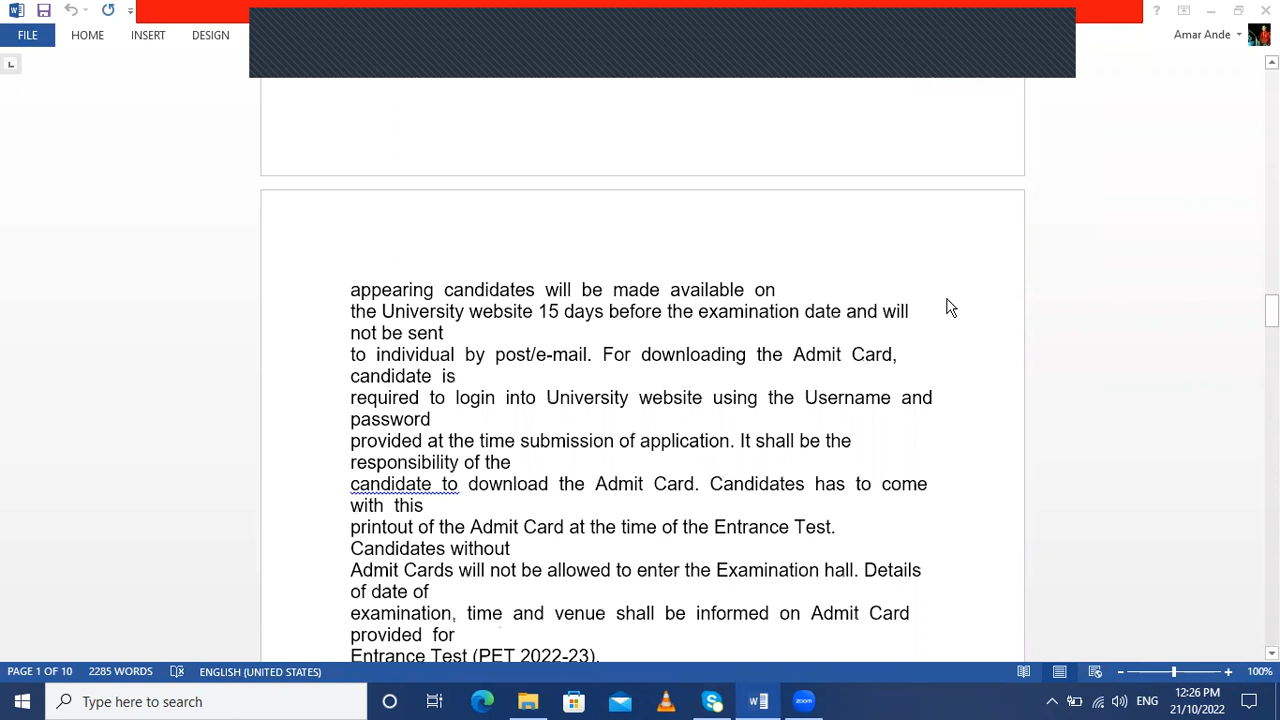 FILE
HOME
INSERT
DESIGN
Amar Ande
appearing candidates will be made available on
the University website 15 days before the examination date and will
not be sent
to individual by post/e-mail. For downloading the Admit Card,
candidate is
required to login into University website using the Username and
password
provided at the time submission of application. It shall be the
responsibility of the
candidate to download the Admit Card. Candidates has to come
with this
printout of the Admit Card at the time of the Entrance Test.
Candidates without
Admit Cards will not be allowed to enter the Examination hall. Details
of date of
examination, time and venue shall be informed on Admit Card
provided for
Entrance Test (PET 2022-23).
PAGE 1 OF 10
2285 WORDS
ENGLISH (UNITED STATES)
100%
Type here to search
zoom
ENG
12:26 PM
21/10/2022